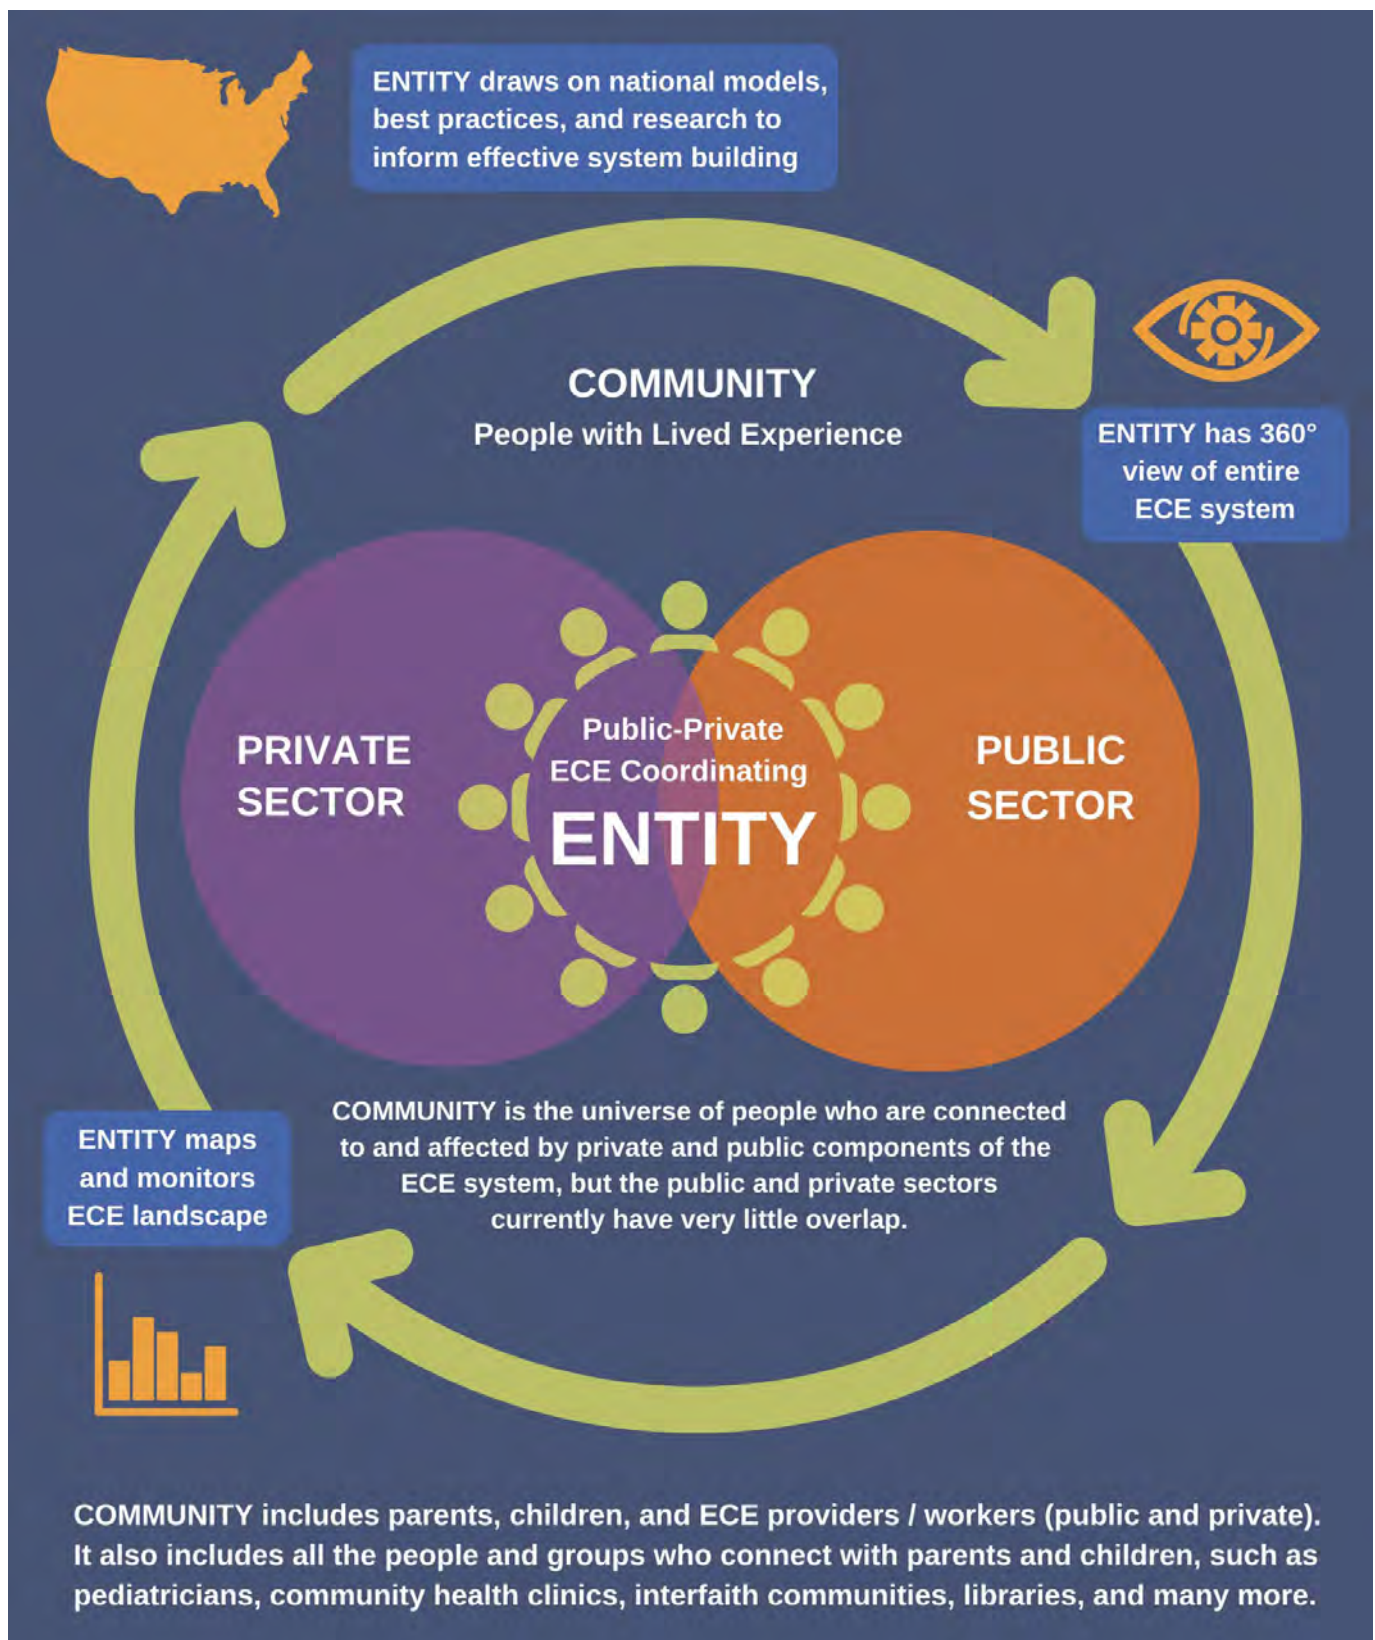 ENTITY draws on national models,
best practices, and research to
inform effective system building
COMMUNITY
People with Lived Experience
ENTITY has 360°
view of entire
ECE system
PRIVATE
SECTOR
Public-Private
ECE Coordinating
ENTITY
PUBLIC
SECTOR
COMMUNITY is the universe of people who are connected
to and affected by private and public components of the
ECE system, but the public and private sectors
currently have very little overlap.
ENTITY maps
and monitors
ECE landscape
COMMUNITY includes parents, children, and ECE providers / workers (public and private).
It also includes all the people and groups who connect with parents and children, such as
pediatricians, community health clinics, interfaith communities, libraries, and many more.